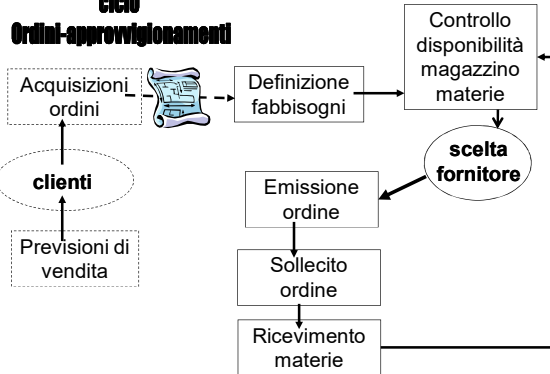 ciclo
Ordini-approvvigionamenti
Acquisizioni
ordini
Definizione
fabbisogni
Controllo
disponibilità
magazzino
materie
clienti
scelta
fornitore
Previsioni di
vendita
Emissione
ordine
Sollecito
ordine
Ricevimento
materie